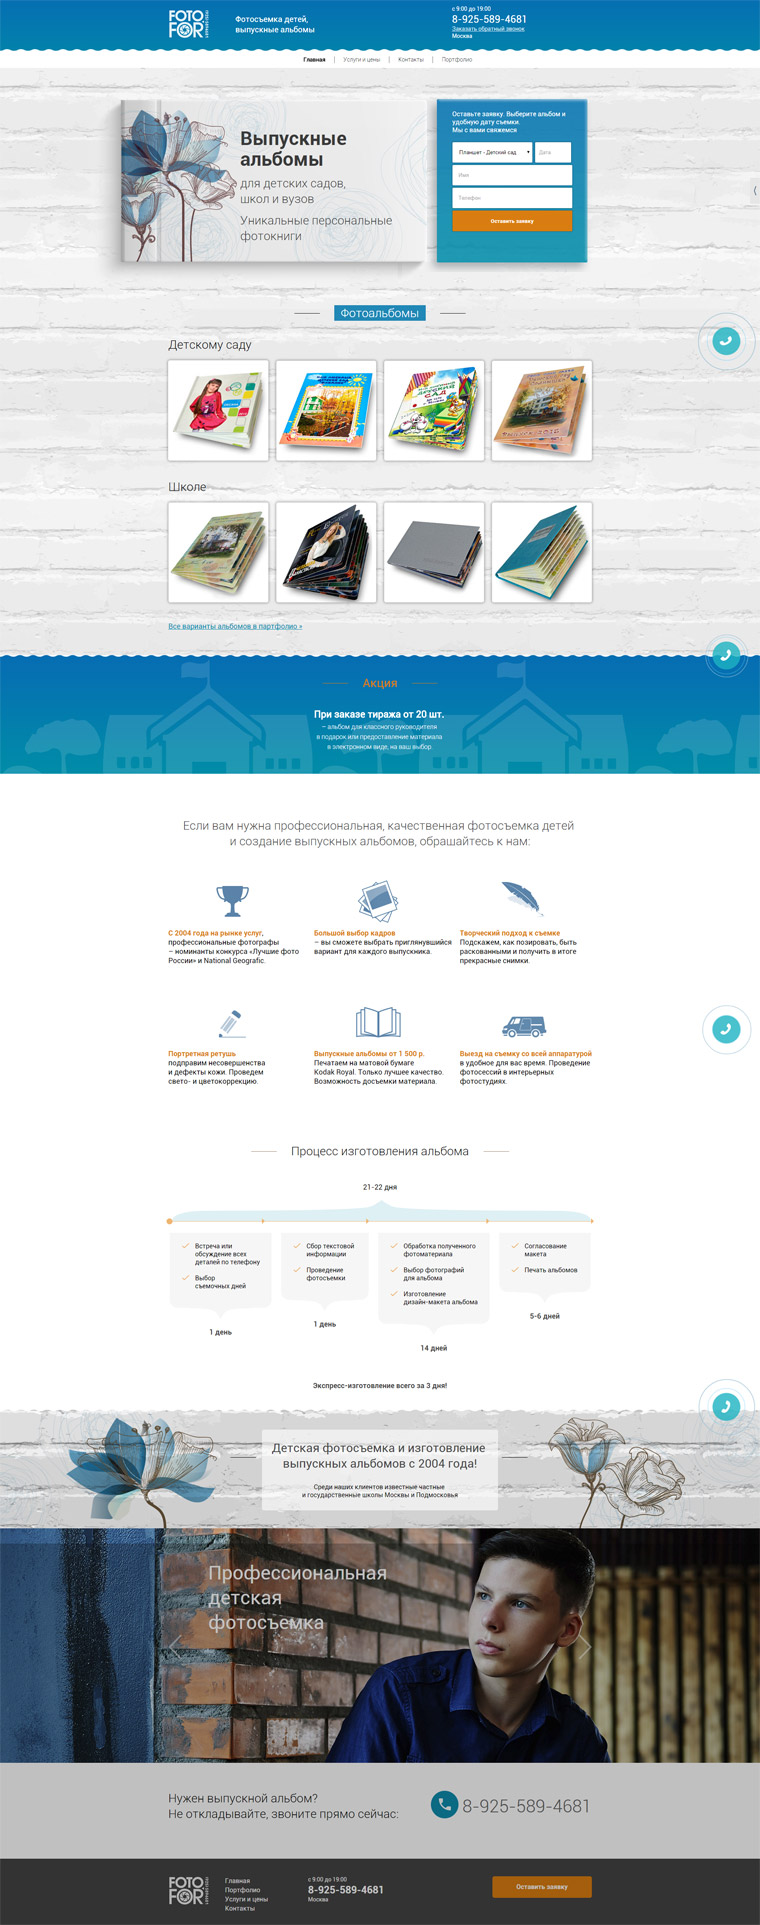 FOTO
FOR
Фотосъемка детей,
выпускные альбомы
с 9:00 до 19:00
8-925-589-4681
Заказать обратный звонок
Москва
Главная
Услуги и цены
Контакты
Портфолио
Выпускные
альбомы
для детских садов,
школ и вузов
Уникальные персональные
фотокниги
Оставьте заявку. Выберите альбом и
удобную дату съемки.
Мы с вами свяжемся
Планшет - Детский сад
Дата
Имя
Телефон
Оставить заявку
Фотоальбомы
Детскому саду
Школе
Все варианты альбомов в партфолио »
Акция
При заказе тиража от 20 шт.
– альбом для классного руководителя
в подарок или предоставление материала
в электронном виде, на ваш выбор
Если вам нужна профессиональная, качественная фотосъемка детей
и создание выпускных альбомов, обрашайтесь к нам:
С 2004 года на рынке услуг,
профессиональные фотографы
– номинанты конкурса «Лучшие фото
России» и National Geografic.
Большой выбор кадров
– вы сможете выбрать приглянувшийся
вариант для каждого выпускника.
Творческий подход к съемке
Подскажем, как позировать, быть
раскованными и получить в итоге
прекрасные снимки.
Портретная ретушь
подправим несовершенства
и дефекты кожи. Проведем
свето- и цветокоррекцию.
Выпускные альбомы от 1 500 р.
Печатаем на матовой бумаге
Kodak Royal. Только лучшее качество.
Возможность досъемки материала.
Выезд на съемку со всей аппаратурой
в удобное для вас время. Проведение
фотосессий в интерьерных
фотостудиях.
Процесс изготовления альбома
21-22 дня
Встреча или
обсуждение всех
деталей по телефону
Выбор
съемочных дней
1 день
Сбор текстовой
информации
Проведение
фотосъемки
1 день
Обработка полученного
фотоматериала
Выбор фотографий
для альбома
Изготовление
дизайн-макета альбома
14 дней
Согласование
макета
Печать альбомов
5-6 дней
Экспресс-изготовление всего за 3 дня!
Детская фотосъемка и изготовление
выпускных альбомов с 2004 года!
Среди наших клиентов известные частные
и государственные школы Москвы и Подмосковья
Профессиональная
детская
фотосъемка
Нужен выпускной альбом?
Не откладывайте, звоните прямо сейчас:
8-925-589-4681
FOTO
FOR
Главная
Портфолио
Услуги и цены
Контакты
с 9:00 до 19:00
8-925-589-4681
Москва
Оставить заявку